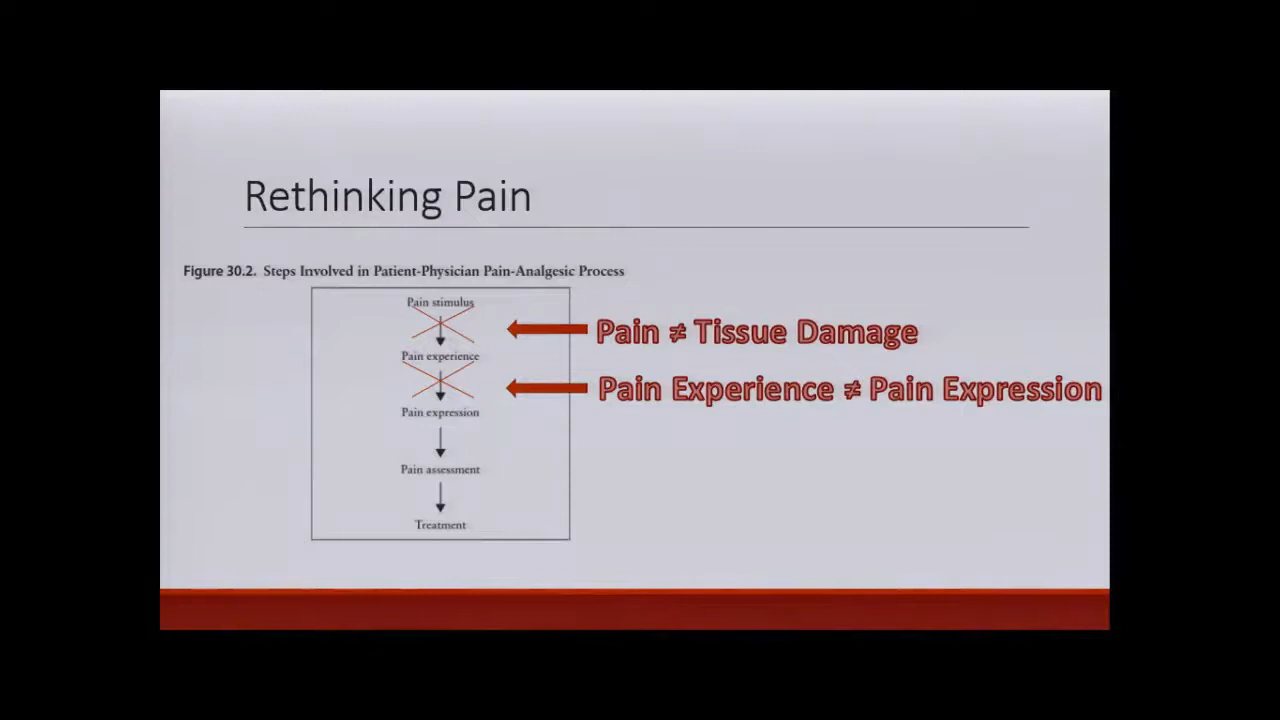 Rethinking Pain
Figure 30.2. Steps Involved in Patient-Physician Pain-Analgesic Process
Pain stimulus
Pain ≠ Tissue Damage
Pain experience
Pain Experience ≠ Pain Expression
Pain expression
Pain assessment
Treatment